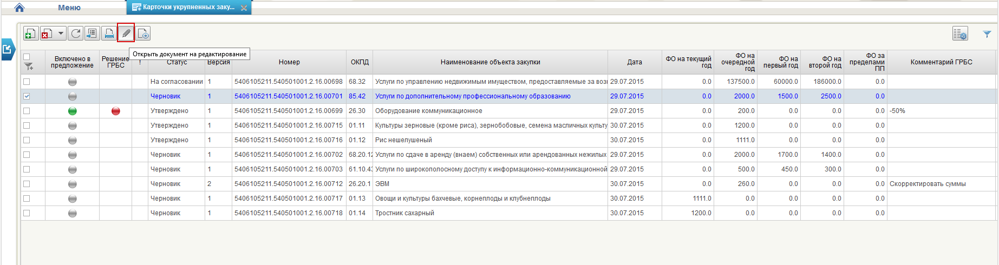 Меню
Карточки укрупненных заку...
Открыть документ на редактирование
Включено в предложение Решение ГРБС ! Статус Версия Номер ОКПД Наименование объекта закупки Дата ФО на текущий год ФО на очередной год ФО на первый год ФО на второй год ФО за пределами ПП Комментарий ГРБС
На согласовании 1 5406105211.540501001.2.16.00698 68.32 Услуги по управлению недвижимым имуществом, предоставляемые за воз 29.07.2015 0.0 137500.0 60000.0 186000.0 0.0
Черновик 1 5406105211.540501001.2.16.00701 85.42 Услуги по дополнительному профессиональному образованию 29.07.2015 0.0 2000.0 1500.0 2500.0 0.0
Утверждено 1 5406105211.540501001.2.16.00699 26.30 Оборудование коммуникационное 29.07.2015 0.0 200.0 0.0 0.0 0.0 -50%
Утверждено 1 5406105211.540501001.2.16.00715 01.11 Культуры зерновые (кроме риса), зернобобовые, семена масличных культу 30.07.2015 0.0 1200.0 0.0 0.0 0.0
Утверждено 1 5406105211.540501001.2.16.00716 01.12 Рис нешелушеный 30.07.2015 0.0 1111.0 0.0 0.0 0.0
Черновик 1 5406105211.540501001.2.16.00702 68.20.12 Услуги по сдаче в аренду (внаем) собственных или арендованных нежилых 29.07.2015 0.0 2000.0 1700.0 1400.0 0.0
Черновик 1 5406105211.540501001.2.16.00703 61.10.43 Услуги по широкополосному доступу к информационно-коммуникационной 29.07.2015 0.0 500.0 450.0 300.0 0.0
Черновик 2 5406105211.540501001.2.16.00712 26.20.1 ЭВМ 30.07.2015 0.0 260.0 0.0 0.0 0.0 Скорректировать суммы
Черновик 1 5406105211.540501001.2.16.00717 01.13 Овощи и культуры бахчевые, корнеплоды и клубнеплоды 30.07.2015 1111.0 0.0 0.0 0.0 0.0
Черновик 1 5406105211.540501001.2.16.00718 01.14 Тростник сахарный 30.07.2015 1200.0 0.0 0.0 0.0 0.0